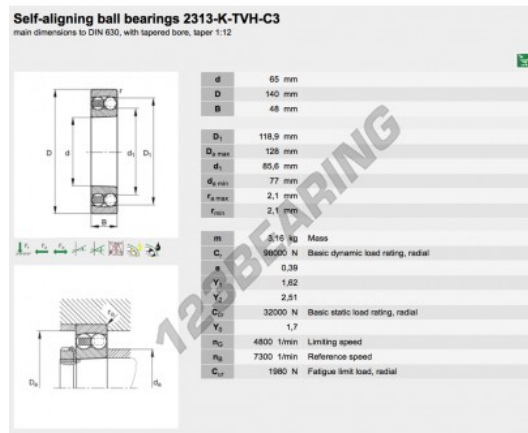 Self-aligning ball bearings 2313-K-TVH-C3
main dimensions to DIN 630, with tapered bore, taper 1:12
d 65 mm
D 140 mm
B 48 mm
D1 118,9 mm
Da max 128 mm
d1 85,6 mm
da min 77 mm
ra max 2,1 mm
rmin 2,1 mm
m 3,16 kg Mass
Cr 98000 N Basic dynamic load rating, radial
e 0,39
Y1 1,62
Y2 2,51
C0r 32000 N Basic static load rating, radial
Y0 1,7
nG 4800 1/min Limiting speed
nB 7300 1/min Reference speed
Cur 1980 N Fatigue limit load, radial
r
D d d1 D1
B
ra
Da da
123BEARING